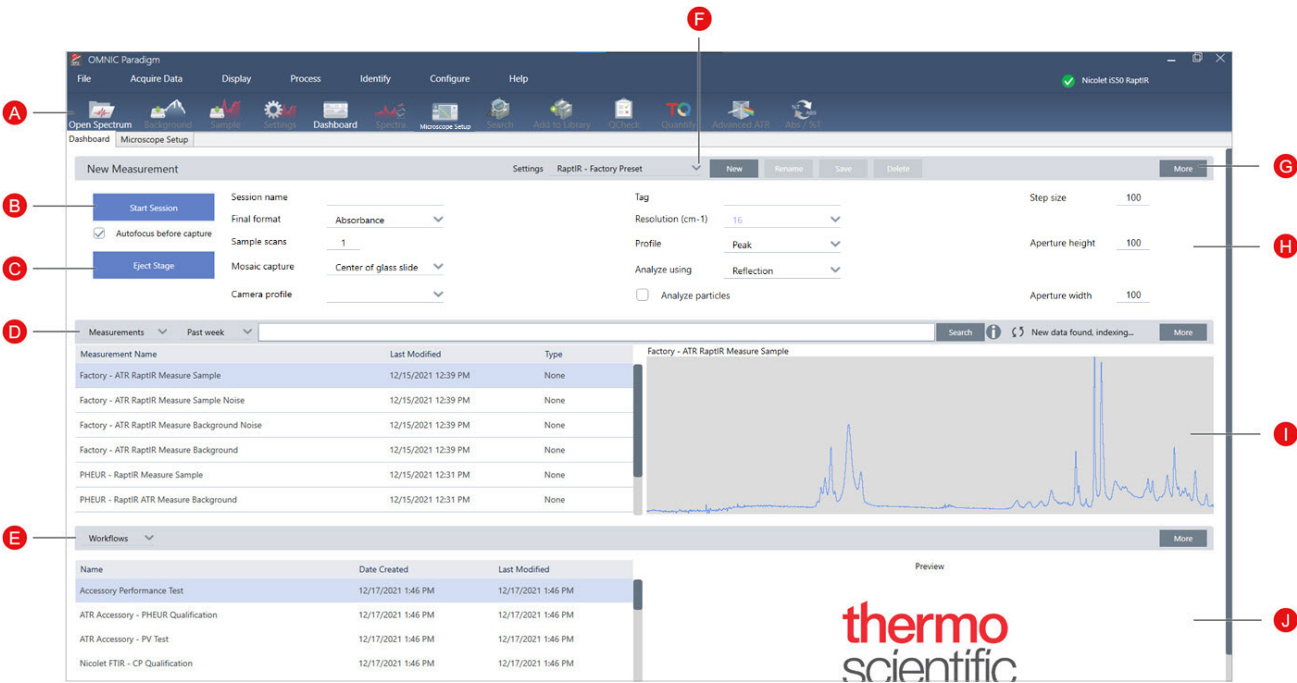 F
OMNIC Paradigm
File Acquire Data Display Process Identify Configure Help
Nicolet iS50 RaptIR
A
Open Spectrum Background Sample Settings Dashboard Spectra Microscope Setup Search Add to Library QCheck TQ Quantify Advanced ATR Abs / %T
Dashboard Microscope Setup
New Measurement Settings RaptIR - Factory Preset New Rename Save Delete More
G
B
Start Session
Session name Tag Step size 100
Final format Absorbance Resolution (cm-1) 16
Autofocus before capture
Sample scans 1 Profile Peak Aperture height 100
H
C
Eject Stage
Mosaic capture Center of glass slide Analyze using Reflection
Camera profile Analyze particles Aperture width 100
D
Measurements Past week Search New data found, indexing... More
Measurement Name Last Modified Type
Factory - ATR RaptIR Measure Sample
Factory - ATR RaptIR Measure Sample 12/15/2021 12:39 PM None
Factory - ATR RaptIR Measure Sample Noise 12/15/2021 12:39 PM None
Factory - ATR RaptIR Measure Background Noise 12/15/2021 12:39 PM None
I
Factory - ATR RaptIR Measure Background 12/15/2021 12:39 PM None
PHEUR - RaptIR Measure Sample 12/15/2021 12:31 PM None
PHEUR - RaptIR ATR Measure Background 12/15/2021 12:31 PM None
E
Workflows More
Name Date Created Last Modified
Preview
Accessory Performance Test 12/17/2021 1:46 PM 12/17/2021 1:46 PM
ATR Accessory - PHEUR Qualification 12/17/2021 1:46 PM 12/17/2021 1:46 PM
J
ATR Accessory - PV Test 12/17/2021 1:46 PM 12/17/2021 1:46 PM
Nicolet FTIR - CP Qualification 12/17/2021 1:46 PM 12/17/2021 1:46 PM
thermo
scientific